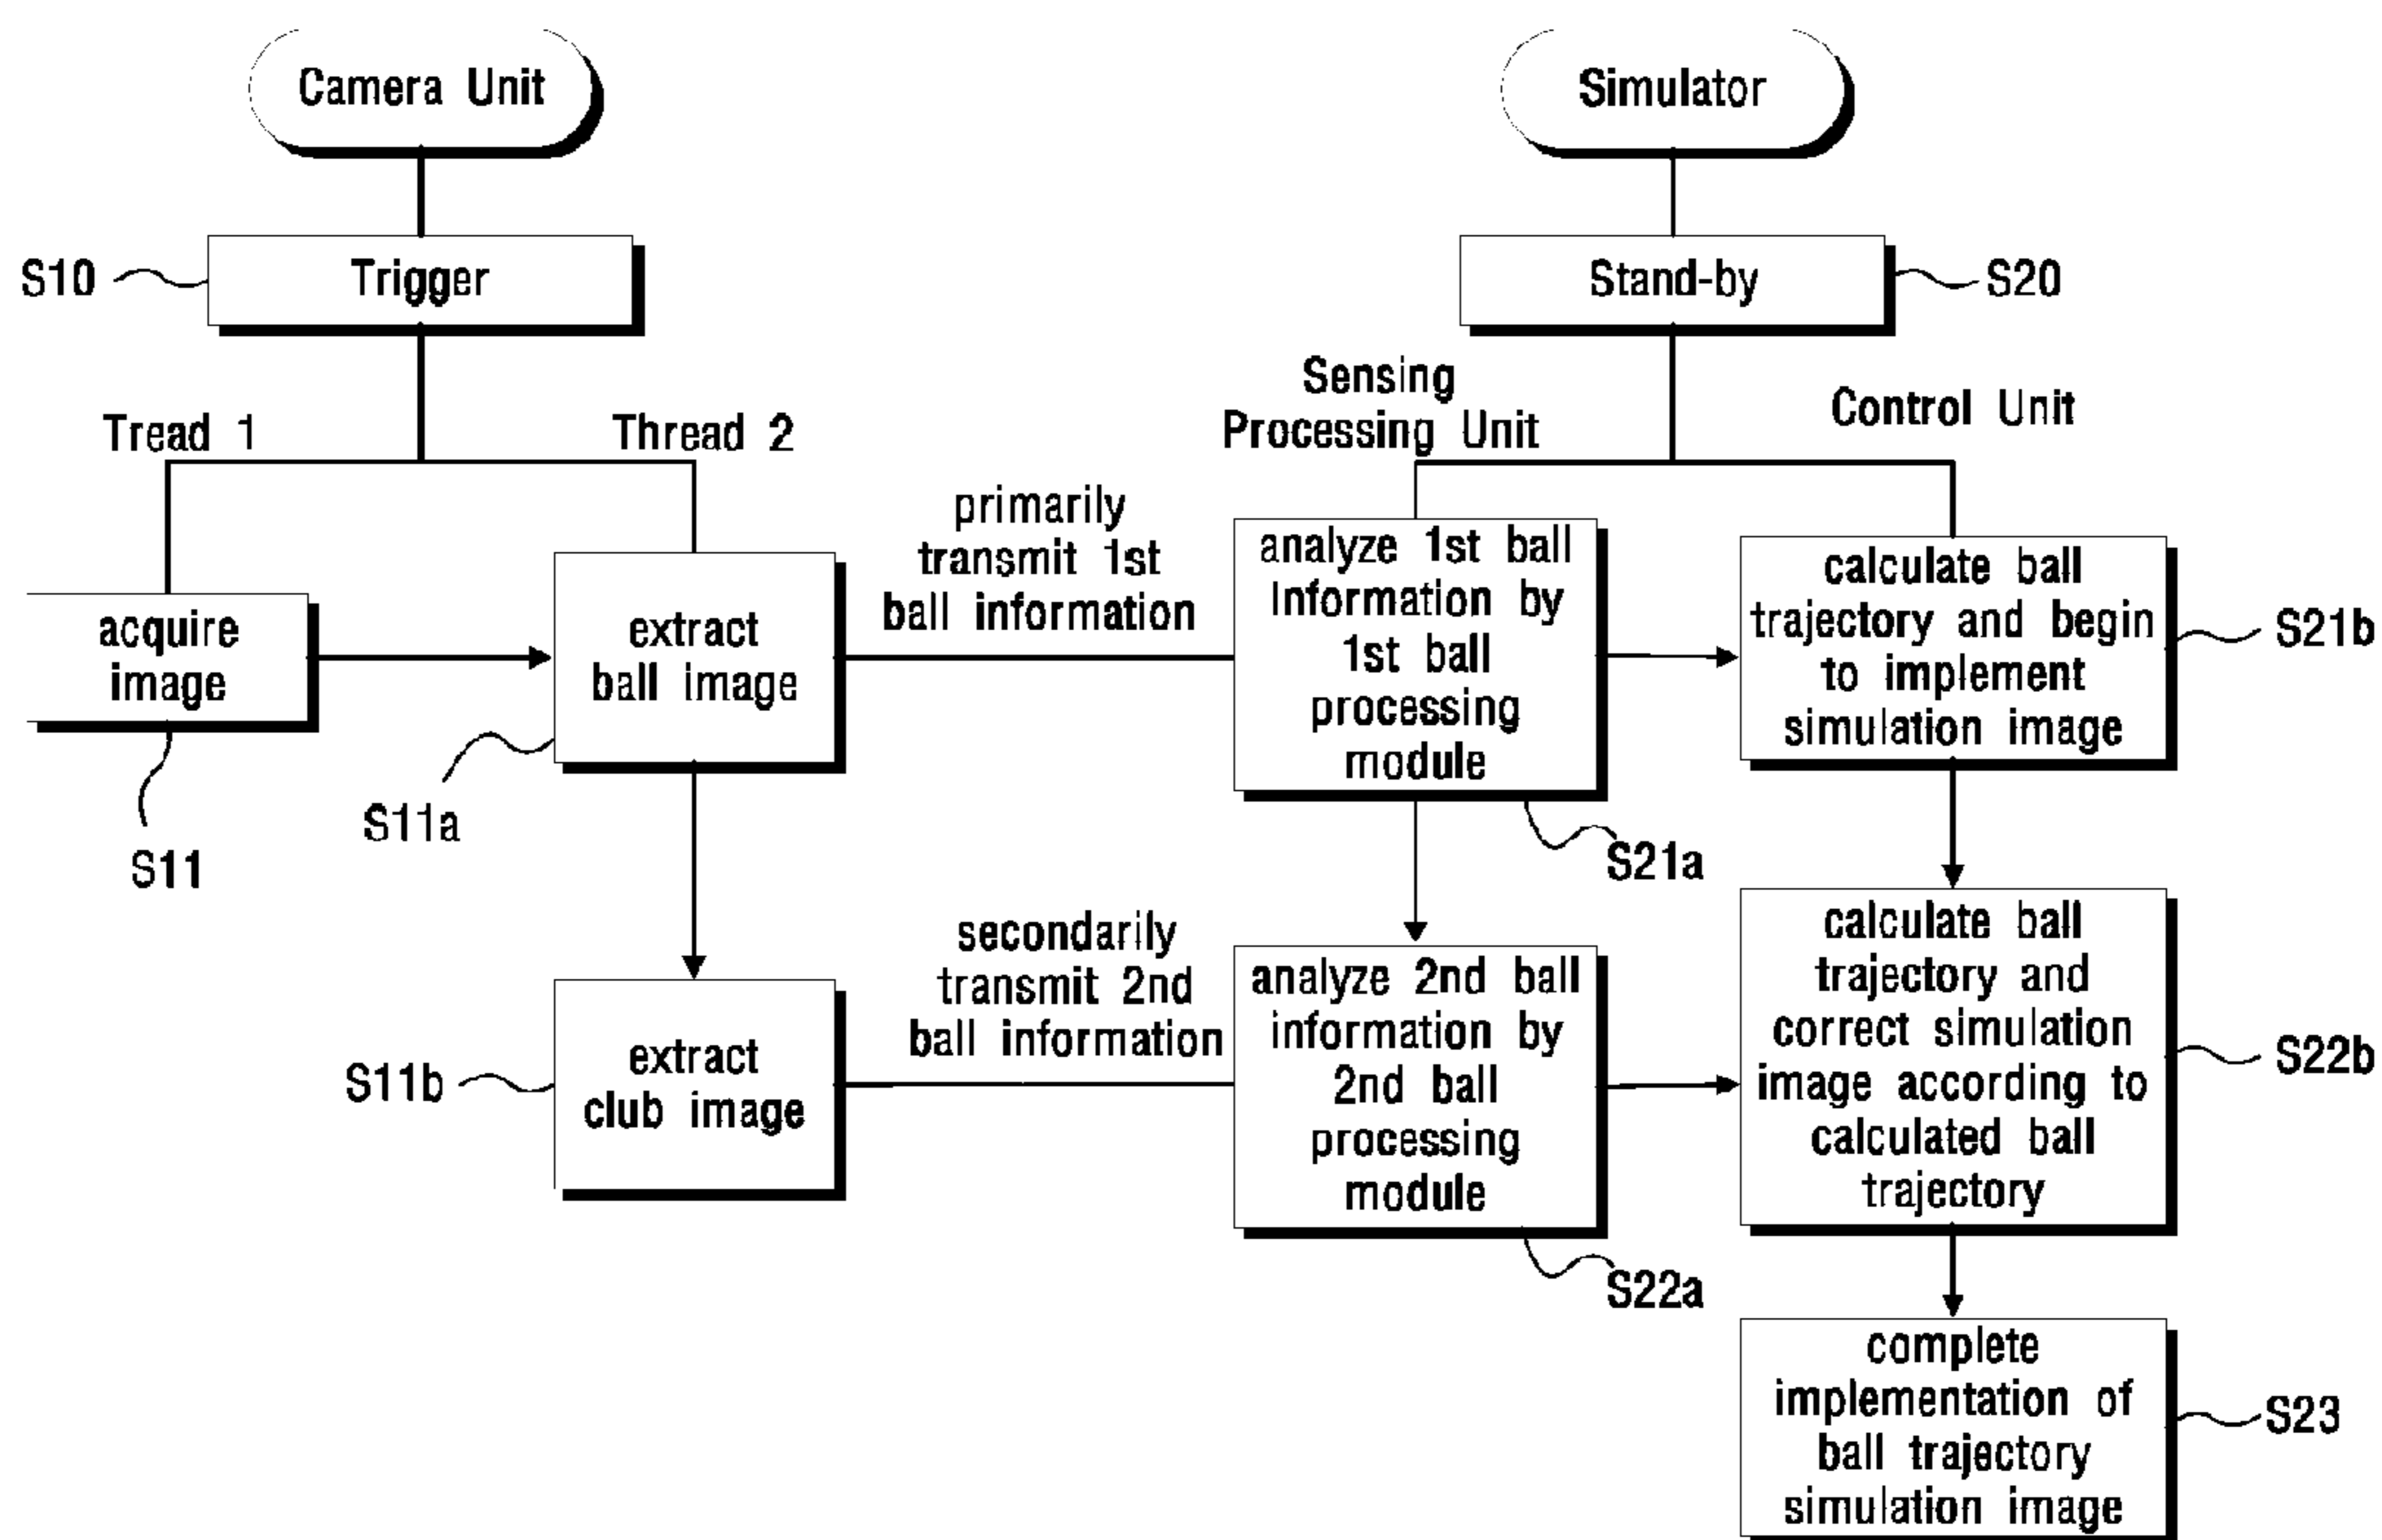 Camera Unit
Simulator
S10
Trigger
Stand-by
S20
Tread 1
Thread 2
Sensing
Processing Unit
Control Unit
acquire
image
S11
extract
ball image
S11a
primarily
transmit 1st
ball information
analyze 1st ball
Information by
1st ball
processing
module
S21a
calculate ball
trajectory and begin
to implement
simulation image
S21b
extract
club image
S11b
secondarily
transmit 2nd
ball information
analyze 2nd ball
information by
2nd ball
processing
module
S22a
calculate ball
trajectory and
correct simulation
image according to
calculated ball
trajectory
S22b
complete
implementation of
ball trajectory
simulation image
S23